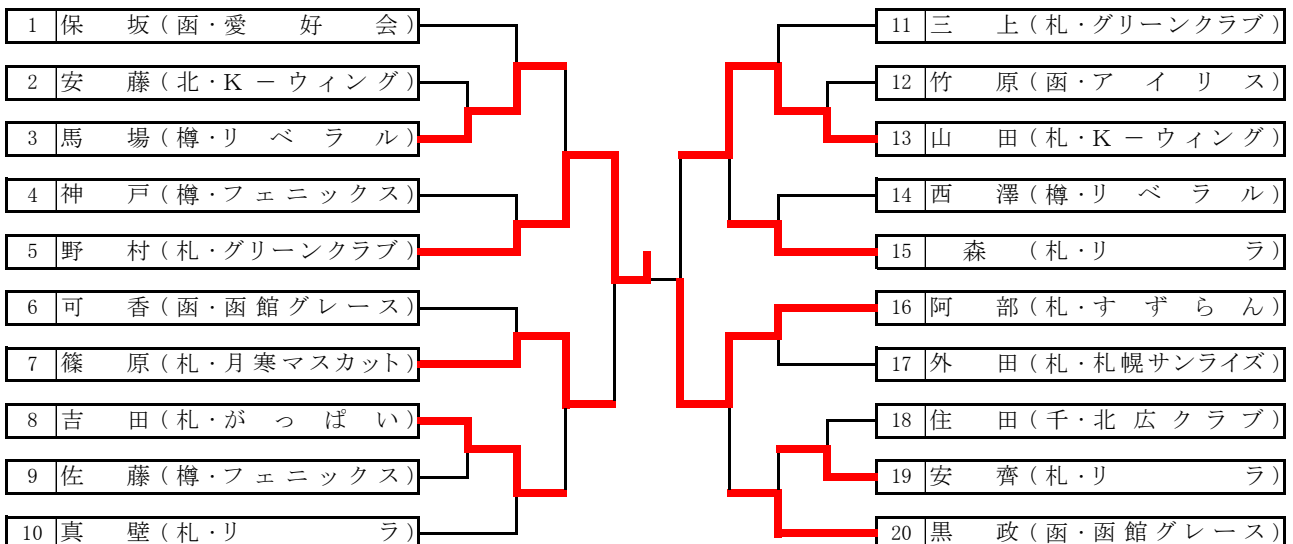 1 保坂(函・愛好会)
2 安藤(北・K－ウィング)
3 馬場(樽・リベラル)
4 神戸(樽・フェニックス)
5 野村(札・グリーンクラブ)
6 可香(函・函館グレース)
7 篠原(札・月寒マスカット)
8 吉田(札・がっぱい)
9 佐藤(樽・フェニックス)
10 真壁(札・リラ)
11 三上(札・グリーンクラブ)
12 竹原(函・アイリス)
13 山田(札・K－ウィング)
14 西澤(樽・リベラル)
15 森(札・リラ)
16 阿部(札・すずらん)
17 外田(札・札幌サンライズ)
18 住田(千・北広クラブ)
19 安齊(札・リラ)
20 黒政(函・函館グレース)